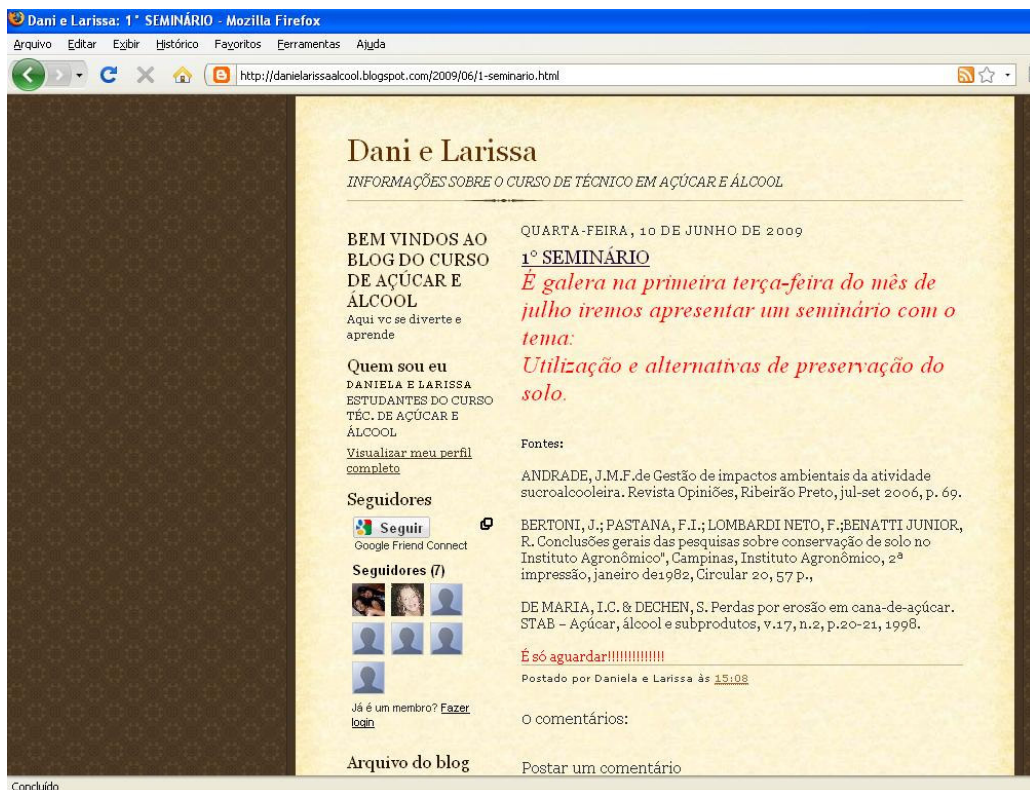 Dani e Larissa: 1° SEMINÁRIO - Mozilla Firefox
Arquivo Editar Exibir Histórico Favoritos Ferramentas Ajuda
http://danielarissaalcool.blogspot.com/2009/06/1-seminario.html
Dani e Larissa
INFORMAÇÕES SOBRE O CURSO DE TÉCNICO EM AÇÚCAR E ÁLCOOL
BEM VINDOS AO
BLOG DO CURSO
DE AÇÚCAR E
ÁLCOOL
Aqui vc se diverte e
aprende
Quem sou eu
DANIELA E LARISSA
ESTUDANTES DO CURSO
TÉC. DE AÇÚCAR E
ÁLCOOL
Visualizar meu perfil
completo
Seguidores
Seguir
Google Friend Connect
Seguidores (7)
Já é um membro? Fazer
login
Arquivo do blog
QUARTA-FEIRA, 10 DE JUNHO DE 2009
1° SEMINÁRIO
É galera na primeira terça-feira do mês de
julho iremos apresentar um seminário com o
tema:
Utilização e alternativas de preservação do
solo.
Fontes:
ANDRADE, J.M.F.de Gestão de impactos ambientais da atividade
sucroalcooleira. Revista Opiniões, Ribeirão Preto, jul-set 2006, p. 69.
BERTONI, J.; PASTANA, F.I.; LOMBARDI NETO, F.;BENATTI JUNIOR,
R. Conclusões gerais das pesquisas sobre conservação de solo no
Instituto Agronômico", Campinas, Instituto Agronômico, 2ª
impressão, janeiro de1982, Circular 20, 57 p.,
DE MARIA, I.C. & DECHEN, S. Perdas por erosão em cana-de-açúcar.
STAB – Açúcar, álcool e subprodutos, v.17, n.2, p.20-21, 1998.
É só aguardar!!!!!!!!!!!!!!
Postado por Daniela e Larissa às 15:08
0 comentários:
Postar um comentário
Concluído